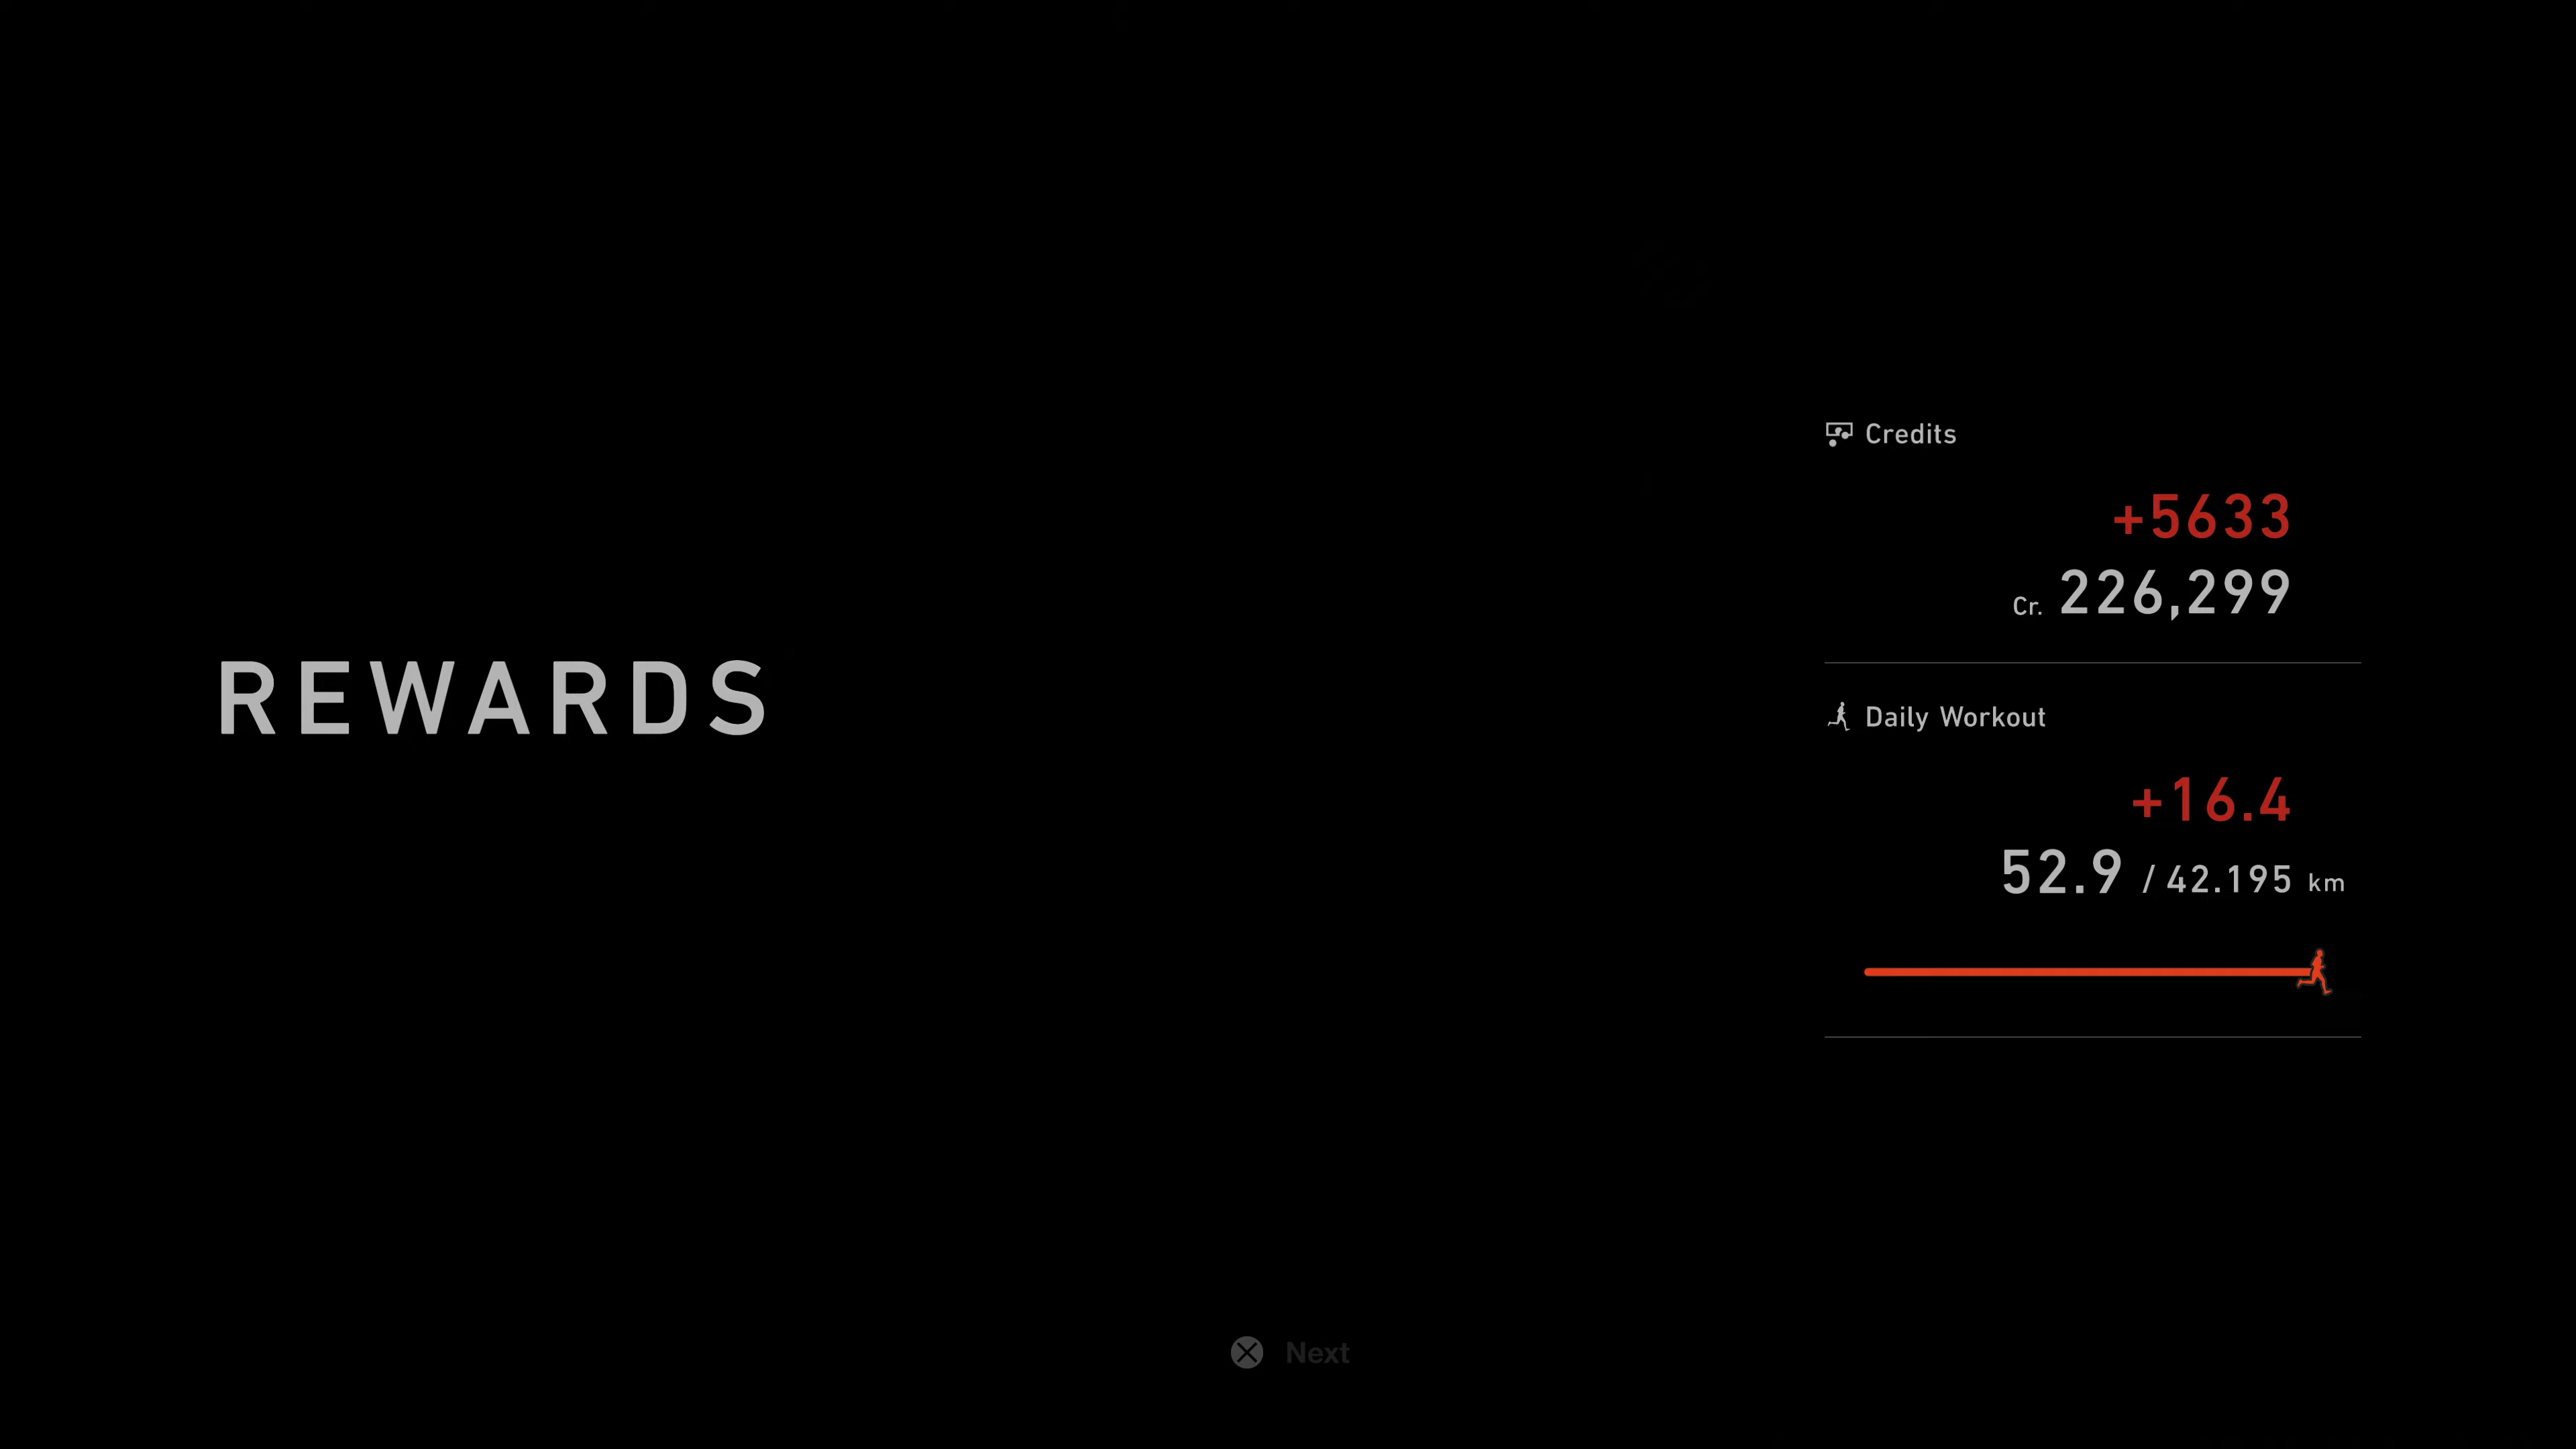 REWARDS
Credits
+5633
Cr. 226,299
Daily Workout
+16.4
52.9 / 42.195 km
Next